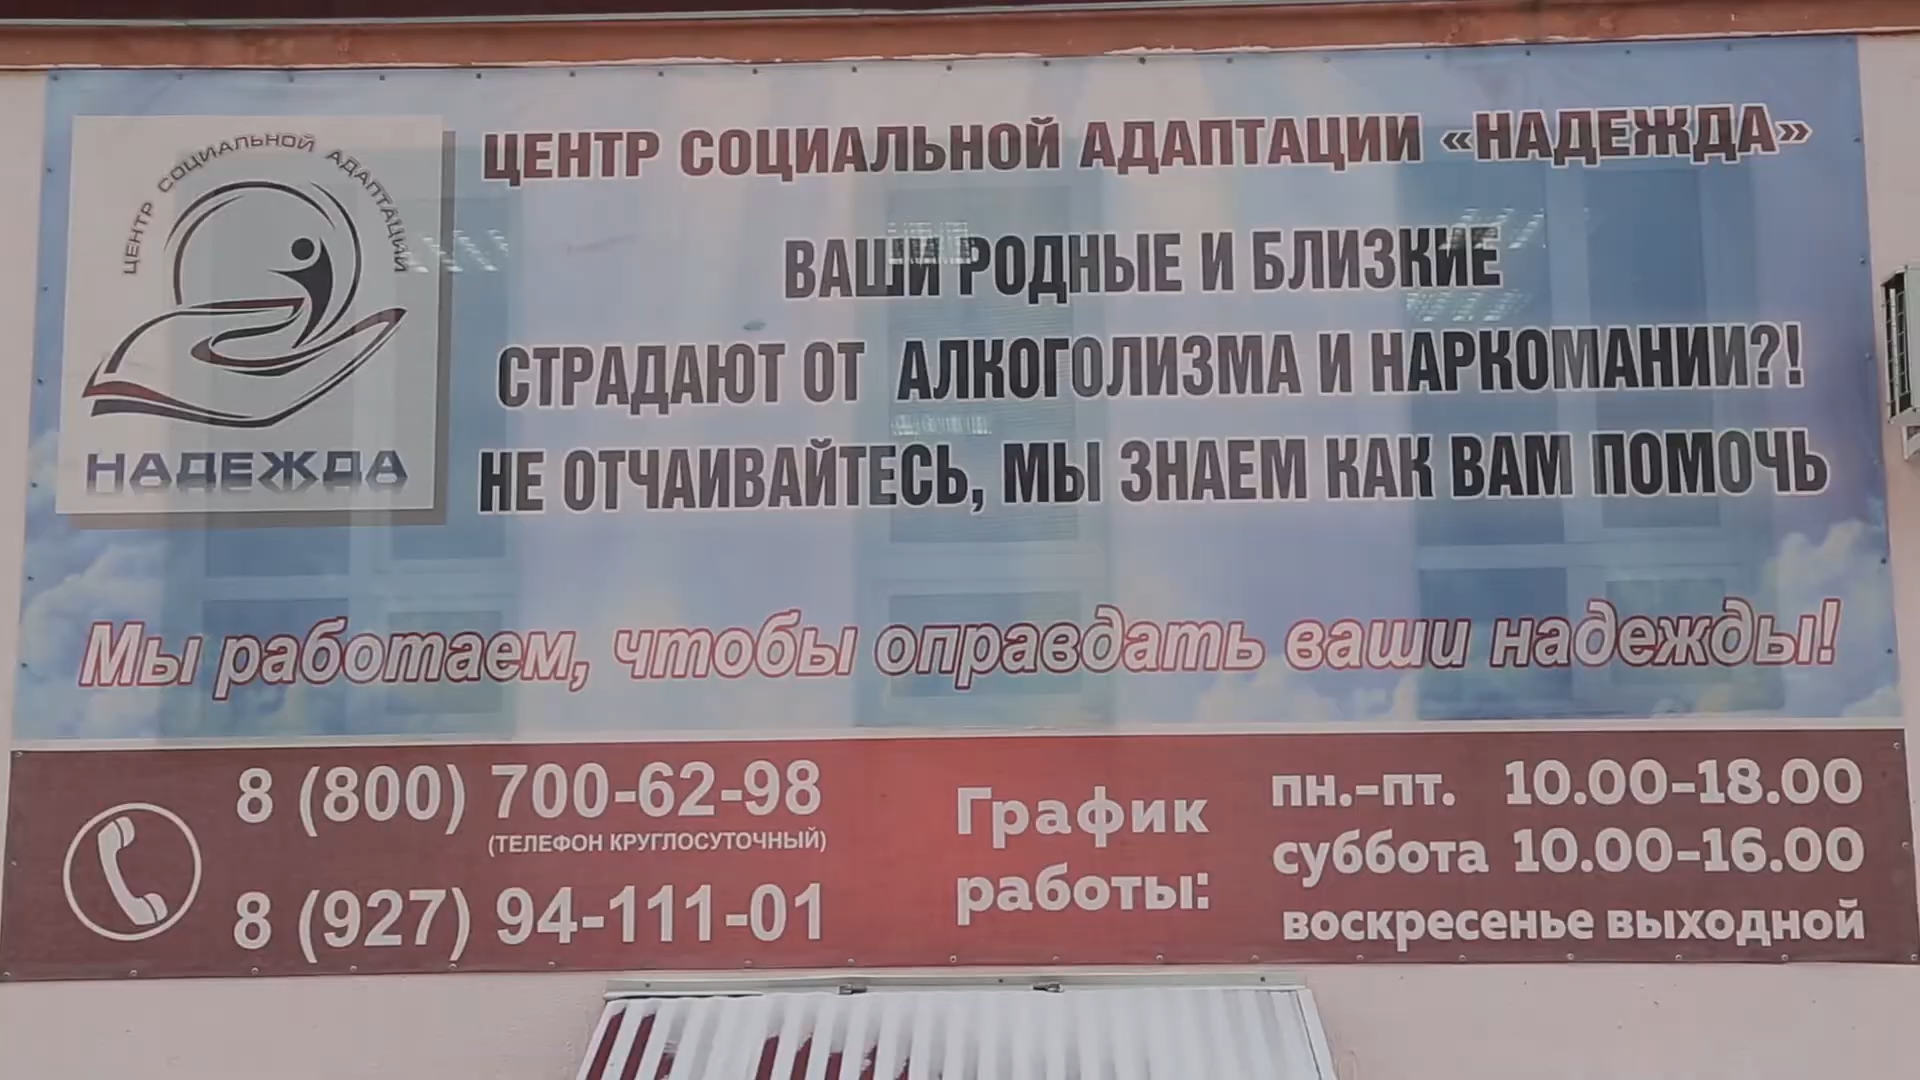 ЦЕНТР СОЦИАЛЬНОЙ АДАПТАЦИИ
НАДЕЖДА
ЦЕНТР СОЦИАЛЬНОЙ АДАПТАЦИИ «НАДЕЖДА»
ВАШИ РОДНЫЕ И БЛИЗКИЕ
СТРАДАЮТ ОТ АЛКОГОЛИЗМА И НАРКОМАНИИ?!
НЕ ОТЧАИВАЙТЕСЬ, МЫ ЗНАЕМ КАК ВАМ ПОМОЧЬ
Мы работаем, чтобы оправдать ваши надежды!
8 (800) 700-62-98
(ТЕЛЕФОН КРУГЛОСУТОЧНЫЙ)
8 (927) 94-111-01
График
работы:
пн.-пт. 10.00-18.00
суббота 10.00-16.00
воскресенье выходной